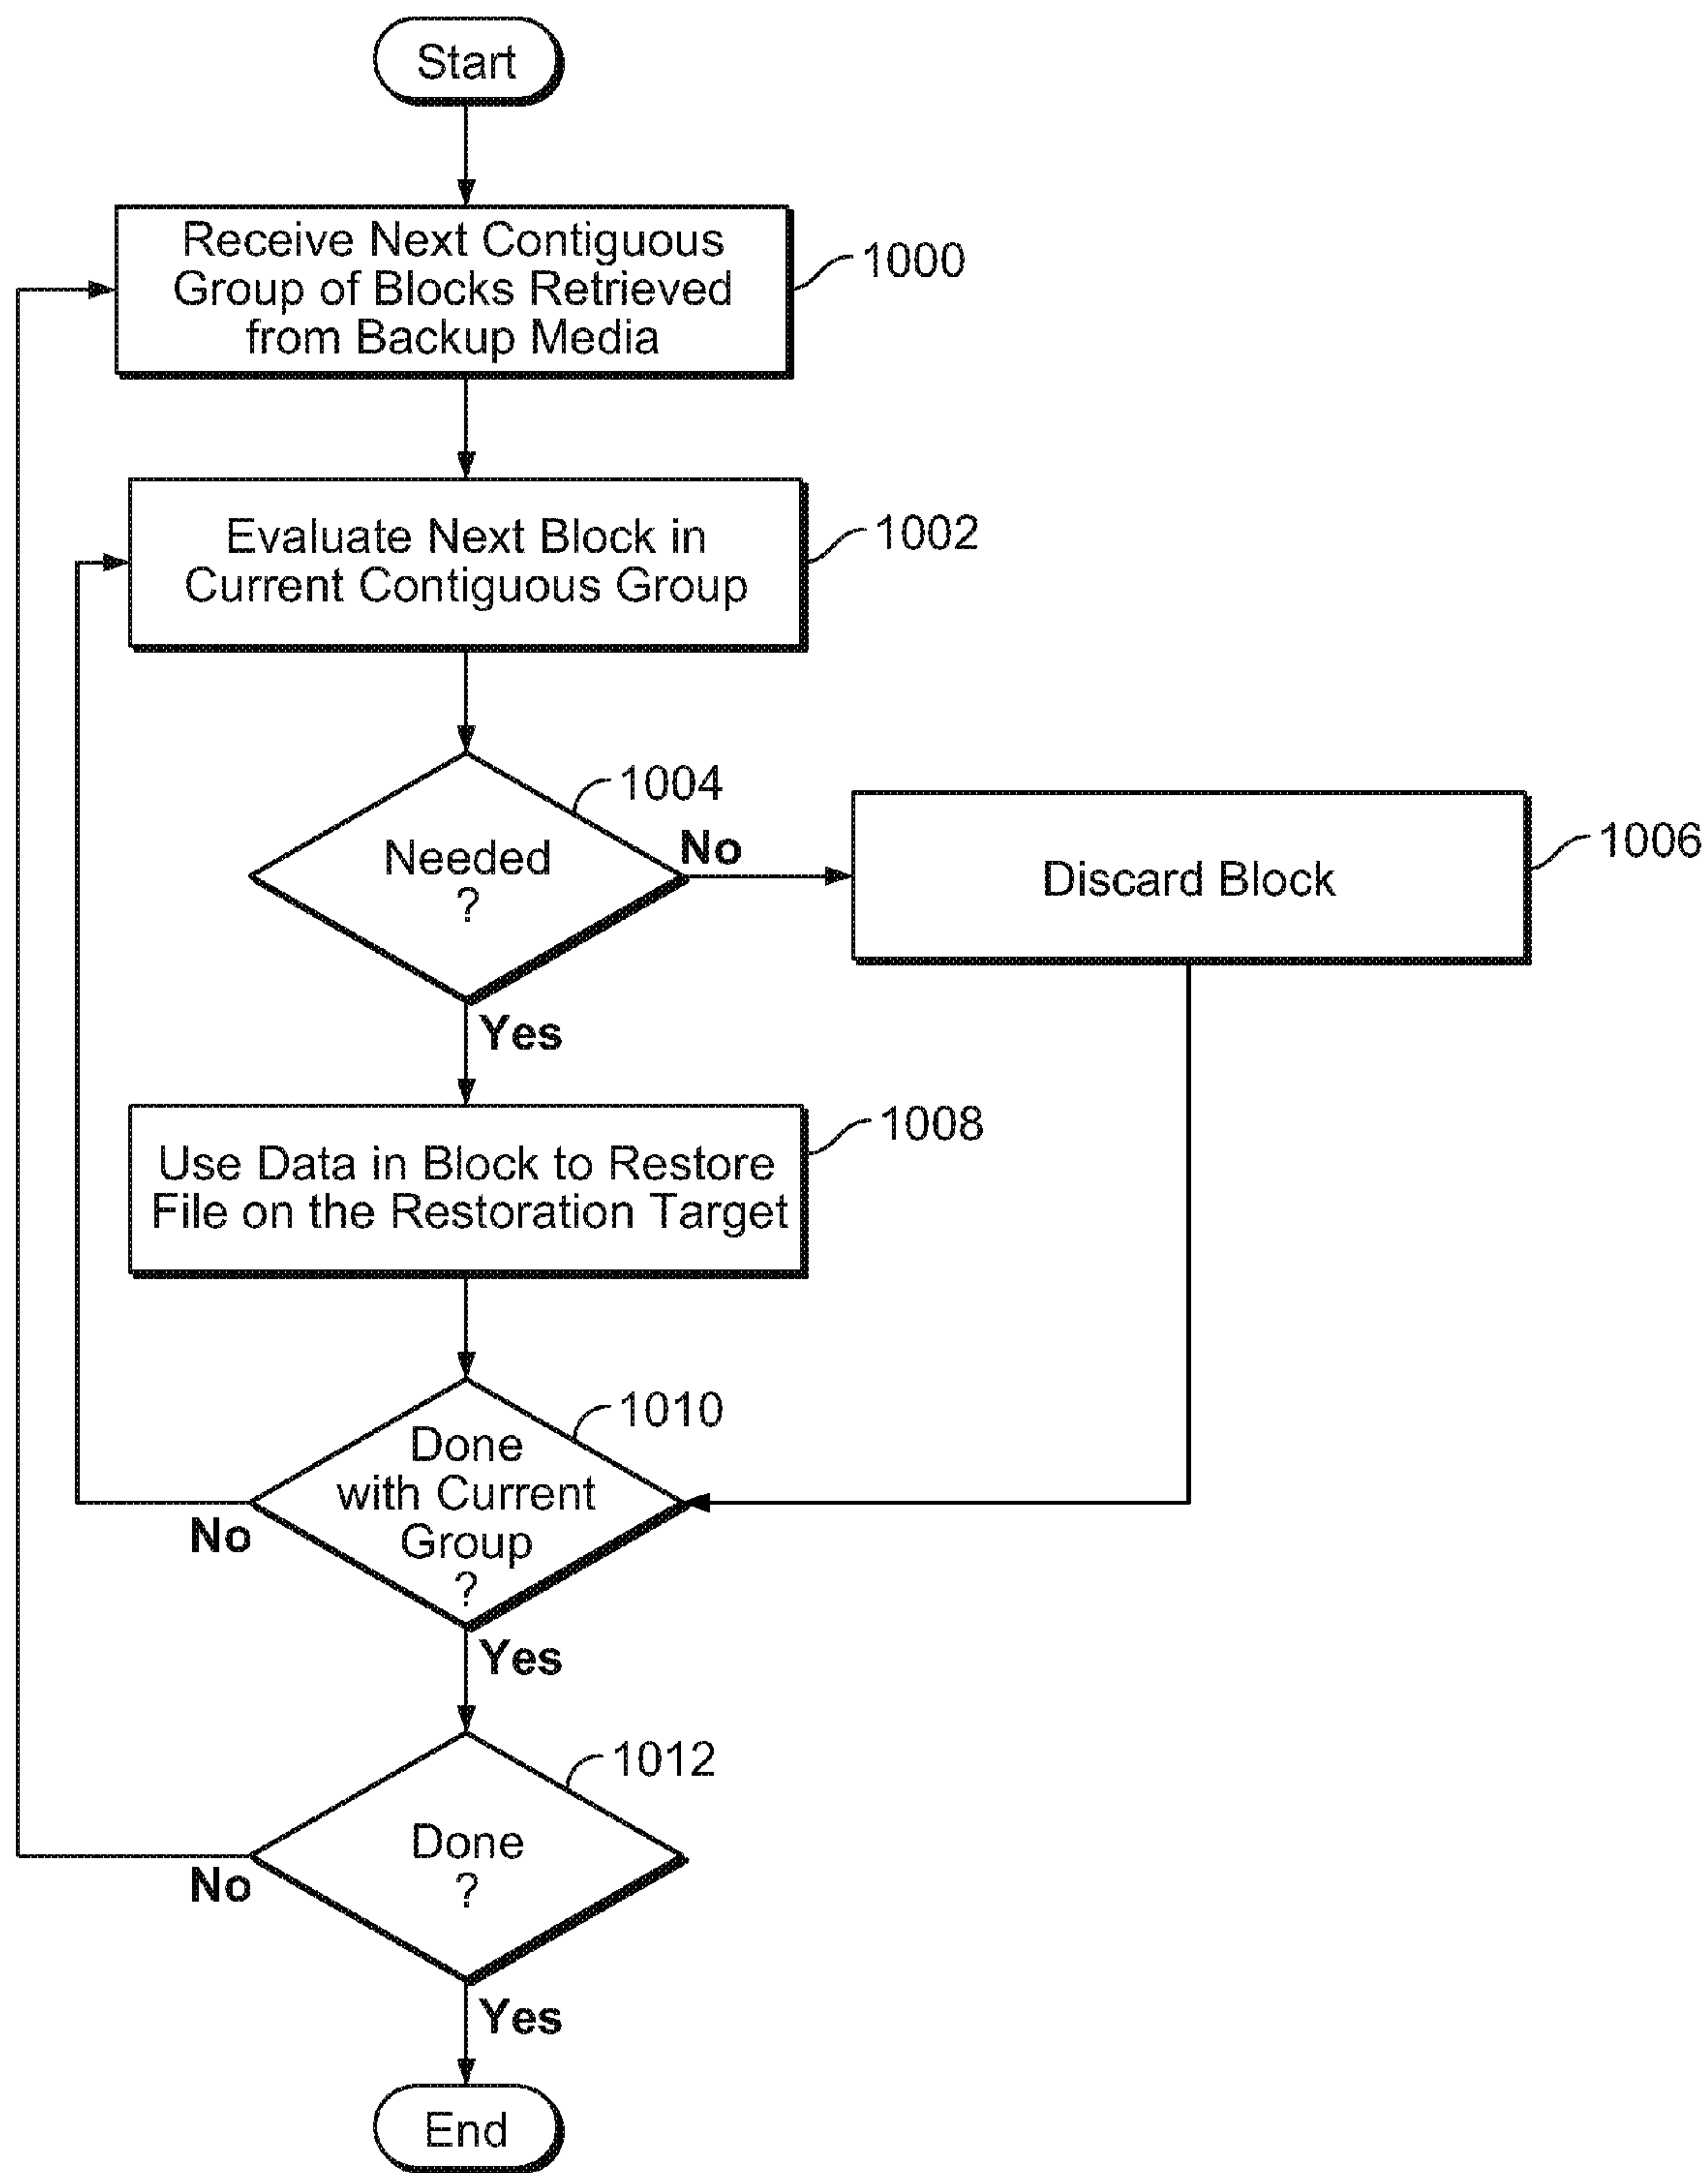 Start
Receive Next Contiguous
Group of Blocks Retrieved
from Backup Media
1000
Evaluate Next Block in
Current Contiguous Group
1002
Needed
?
1004
No
Discard Block
1006
Yes
Use Data in Block to Restore
File on the Restoration Target
1008
Done
with Current
Group
?
1010
No
Yes
Done
?
1012
No
Yes
End